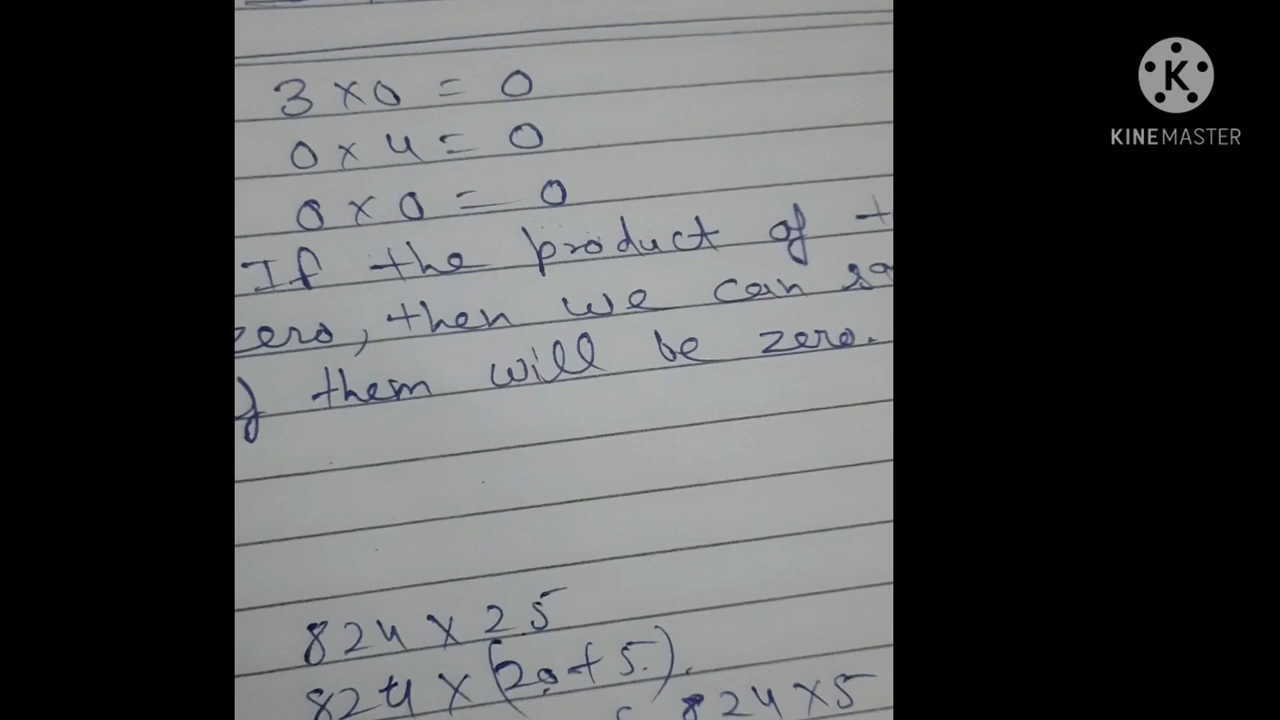 3 × 0 = 0
0 × 4 = 0
0 × 0 = 0
If the product of
zero, then we can
them will be zero.
824 × 25
824 × (20 + 5).
824 × 5
K
KINEMASTER